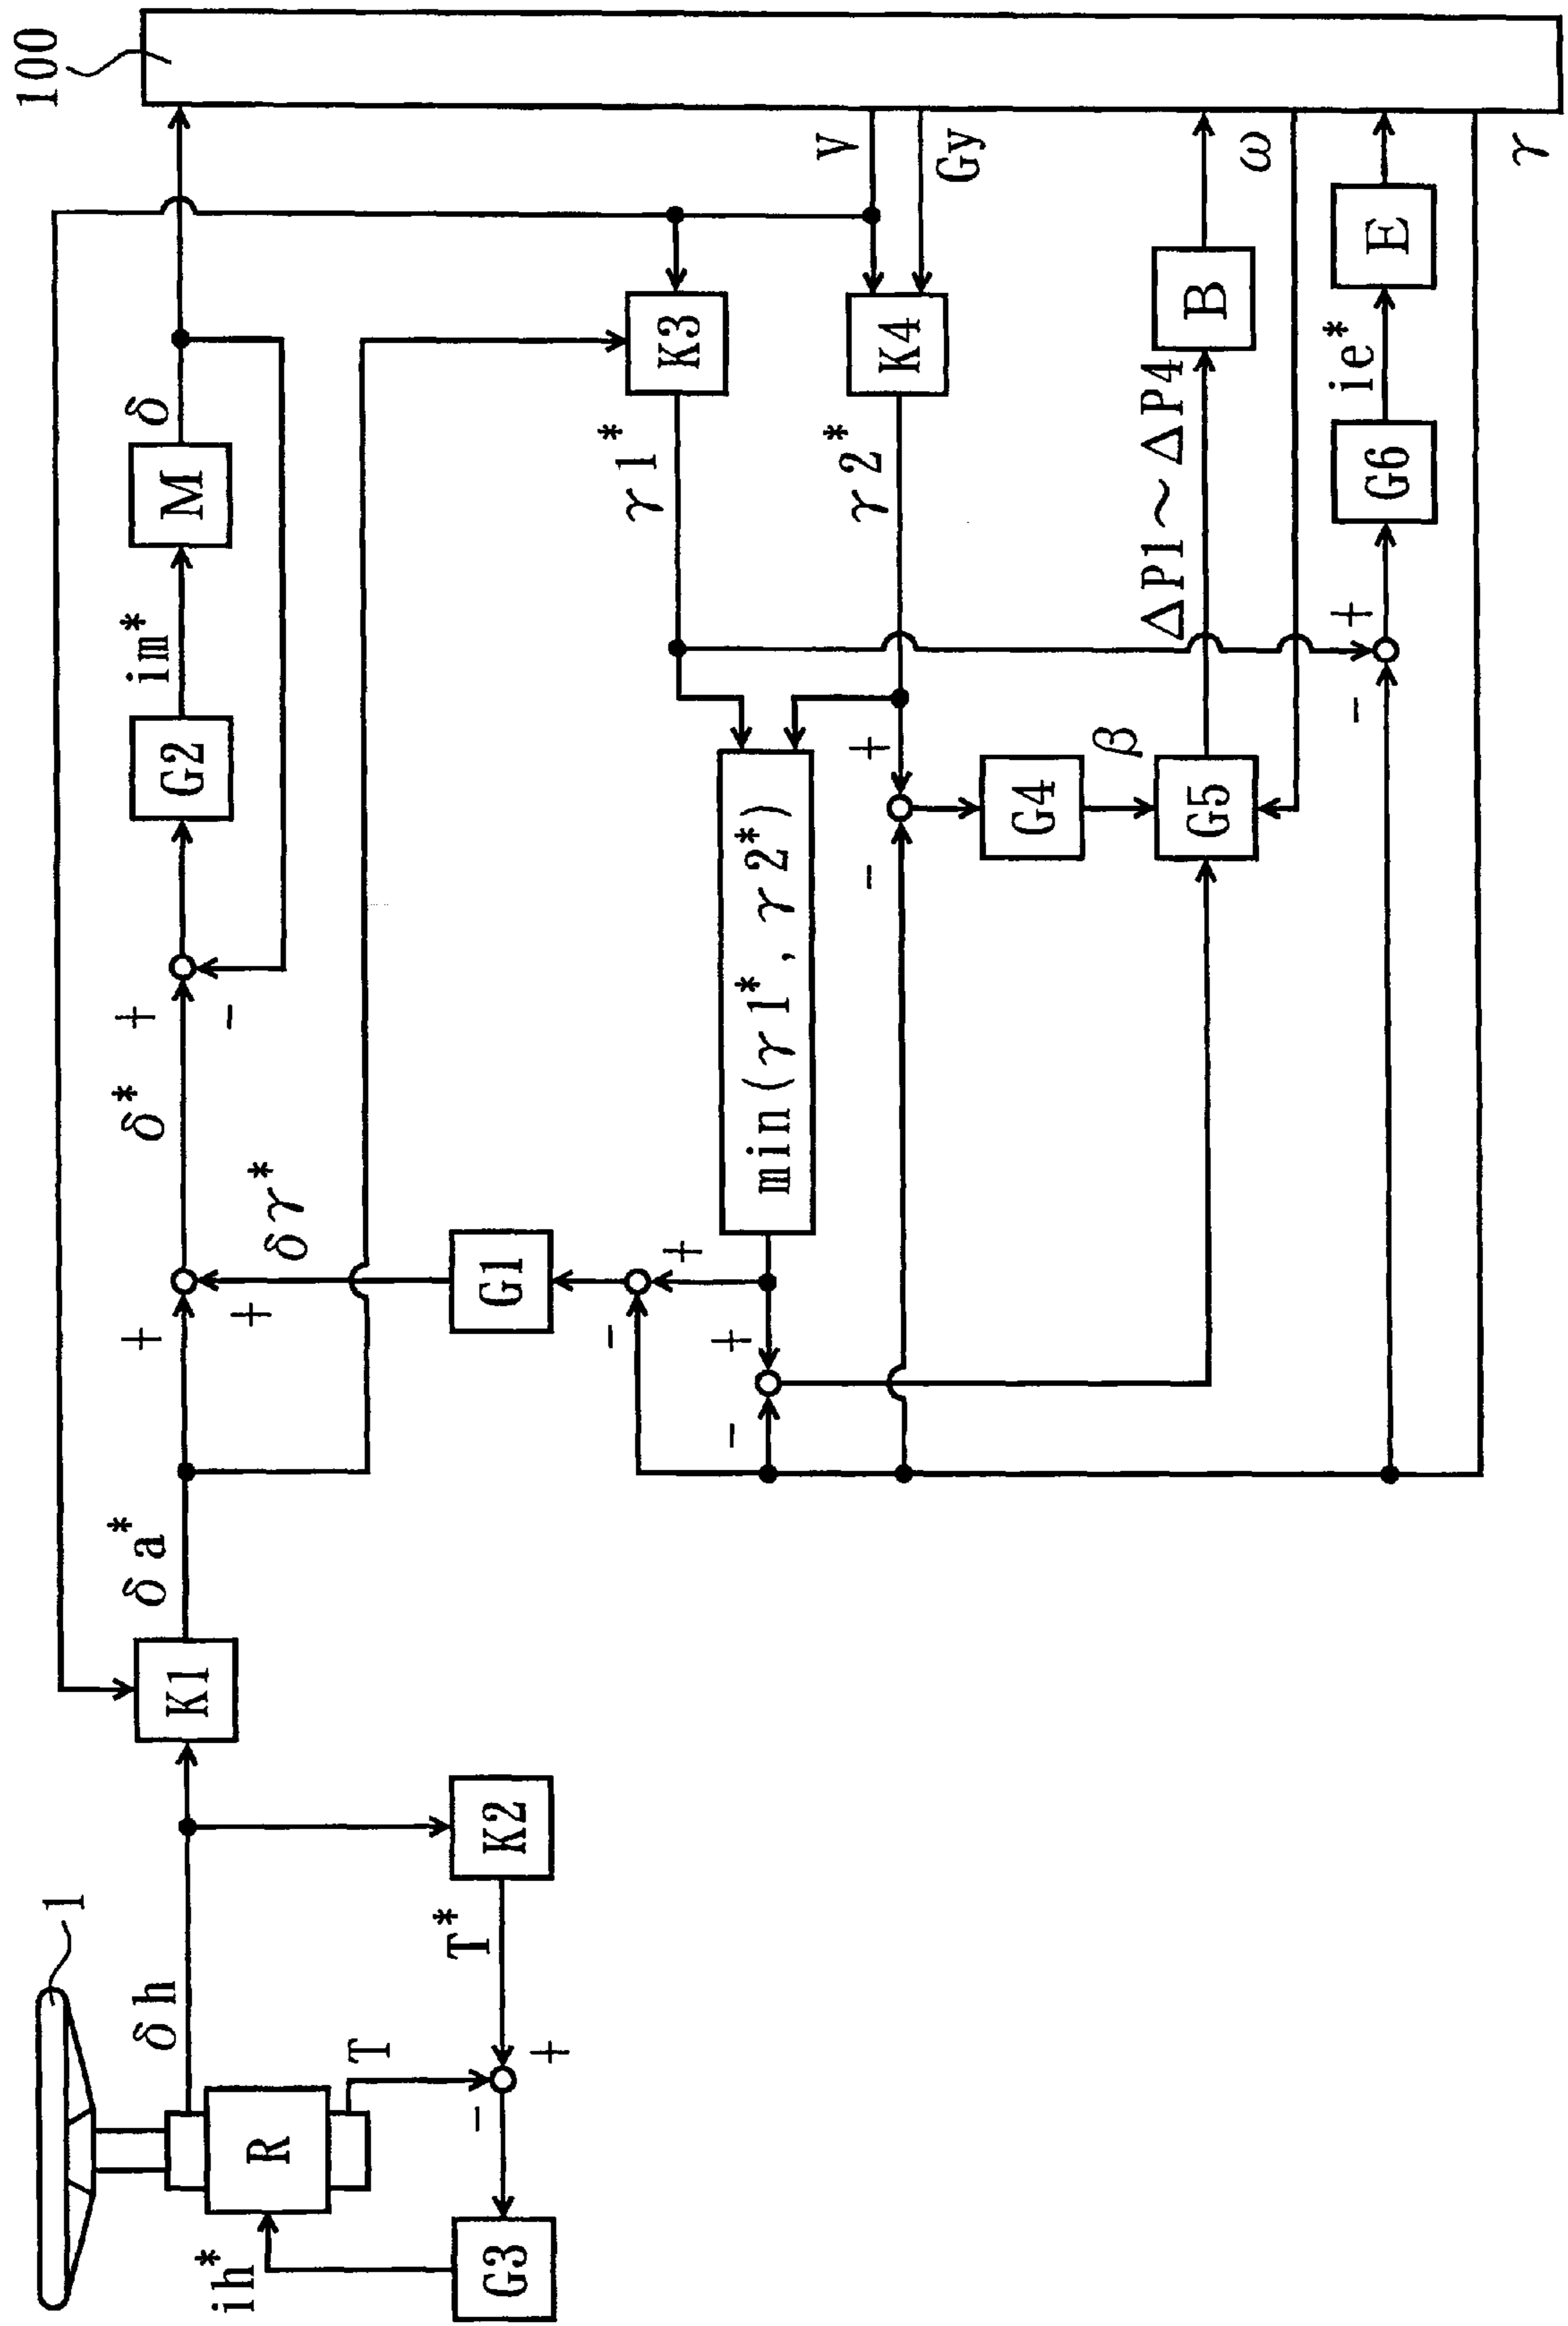 1
100
δh
K1
δa*
δ*
G2
im*
M
δ
+
+
+
-
δγ*
R
T
ih*
G3
T*
K2
-
+
G1
K3
γ1*
V
Gy
-
+
min(γ1*, γ2*)
+
-
K4
γ2*
+
-
G4
β
G5
ΔP1~ΔP4
B
ω
-
+
G6
ie*
E
γ